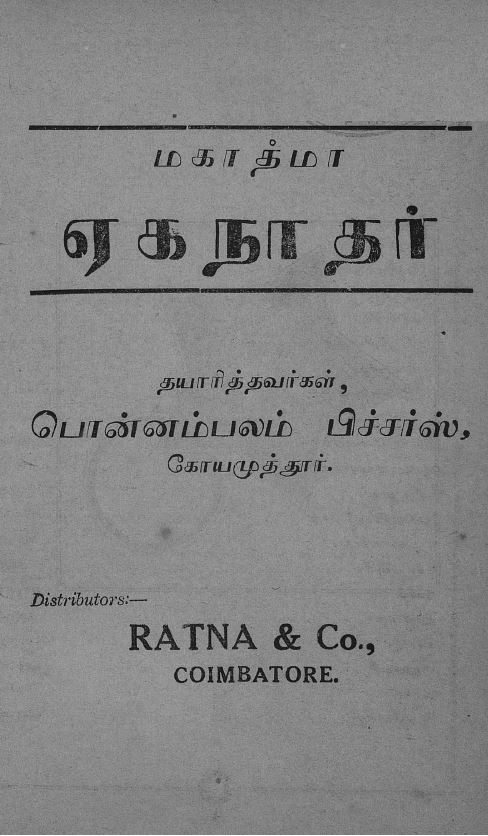 மகாத்மா
ஏகநாதர்
தயாரித்தவர்கள்,
பொன்னம்பலம் பிச்சர்ஸ்,
கோயமுத்தூர்.
Distributors:—
RATNA & Co.,
COIMBATORE.